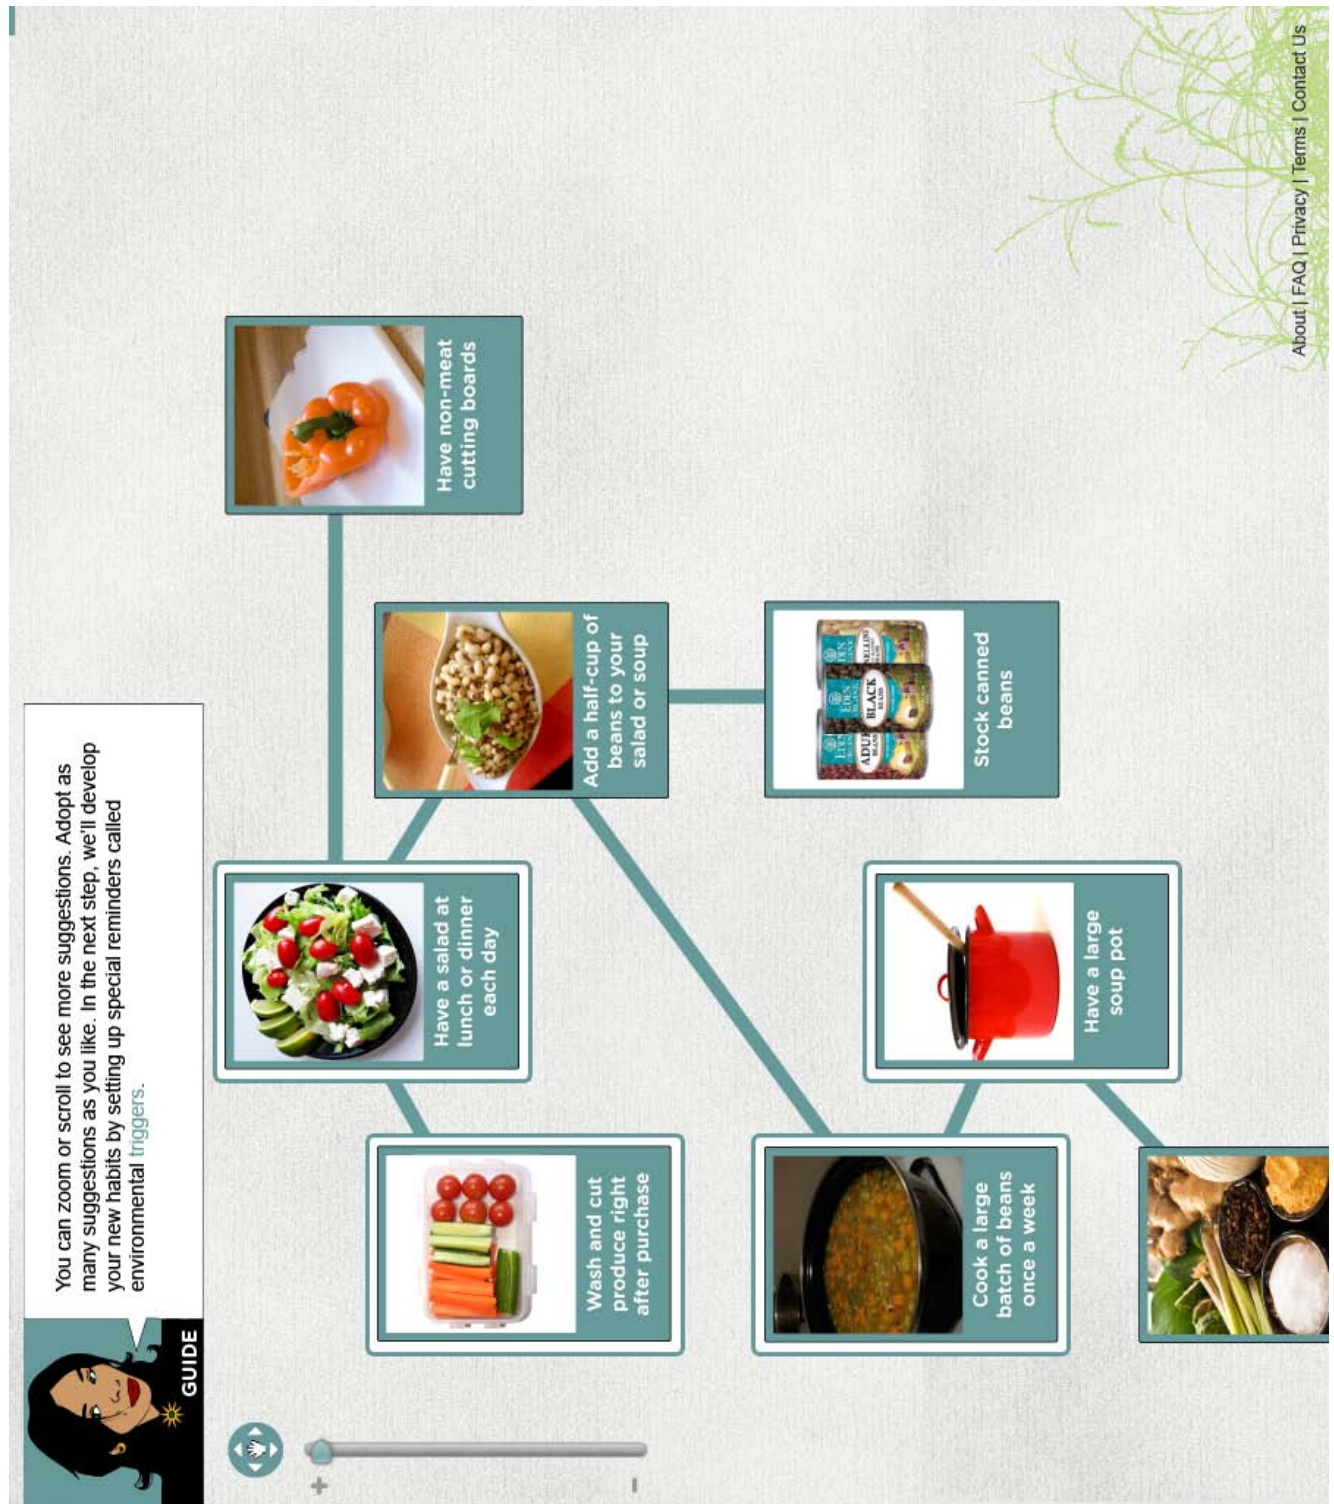 You can zoom or scroll to see more suggestions. Adopt as
many suggestions as you like. In the next step, we'll develop
your new habits by setting up special reminders called
environmental triggers.
GUIDE
+
-
Wash and cut
produce right
after purchase
Have a salad at
lunch or dinner
each day
Add a half-cup of
beans to your
salad or soup
Have non-meat
cutting boards
Cook a large
batch of beans
once a week
Have a large
soup pot
EDEN
BLACK
BEANS
Stock canned
beans
About | FAQ | Privacy | Terms | Contact Us